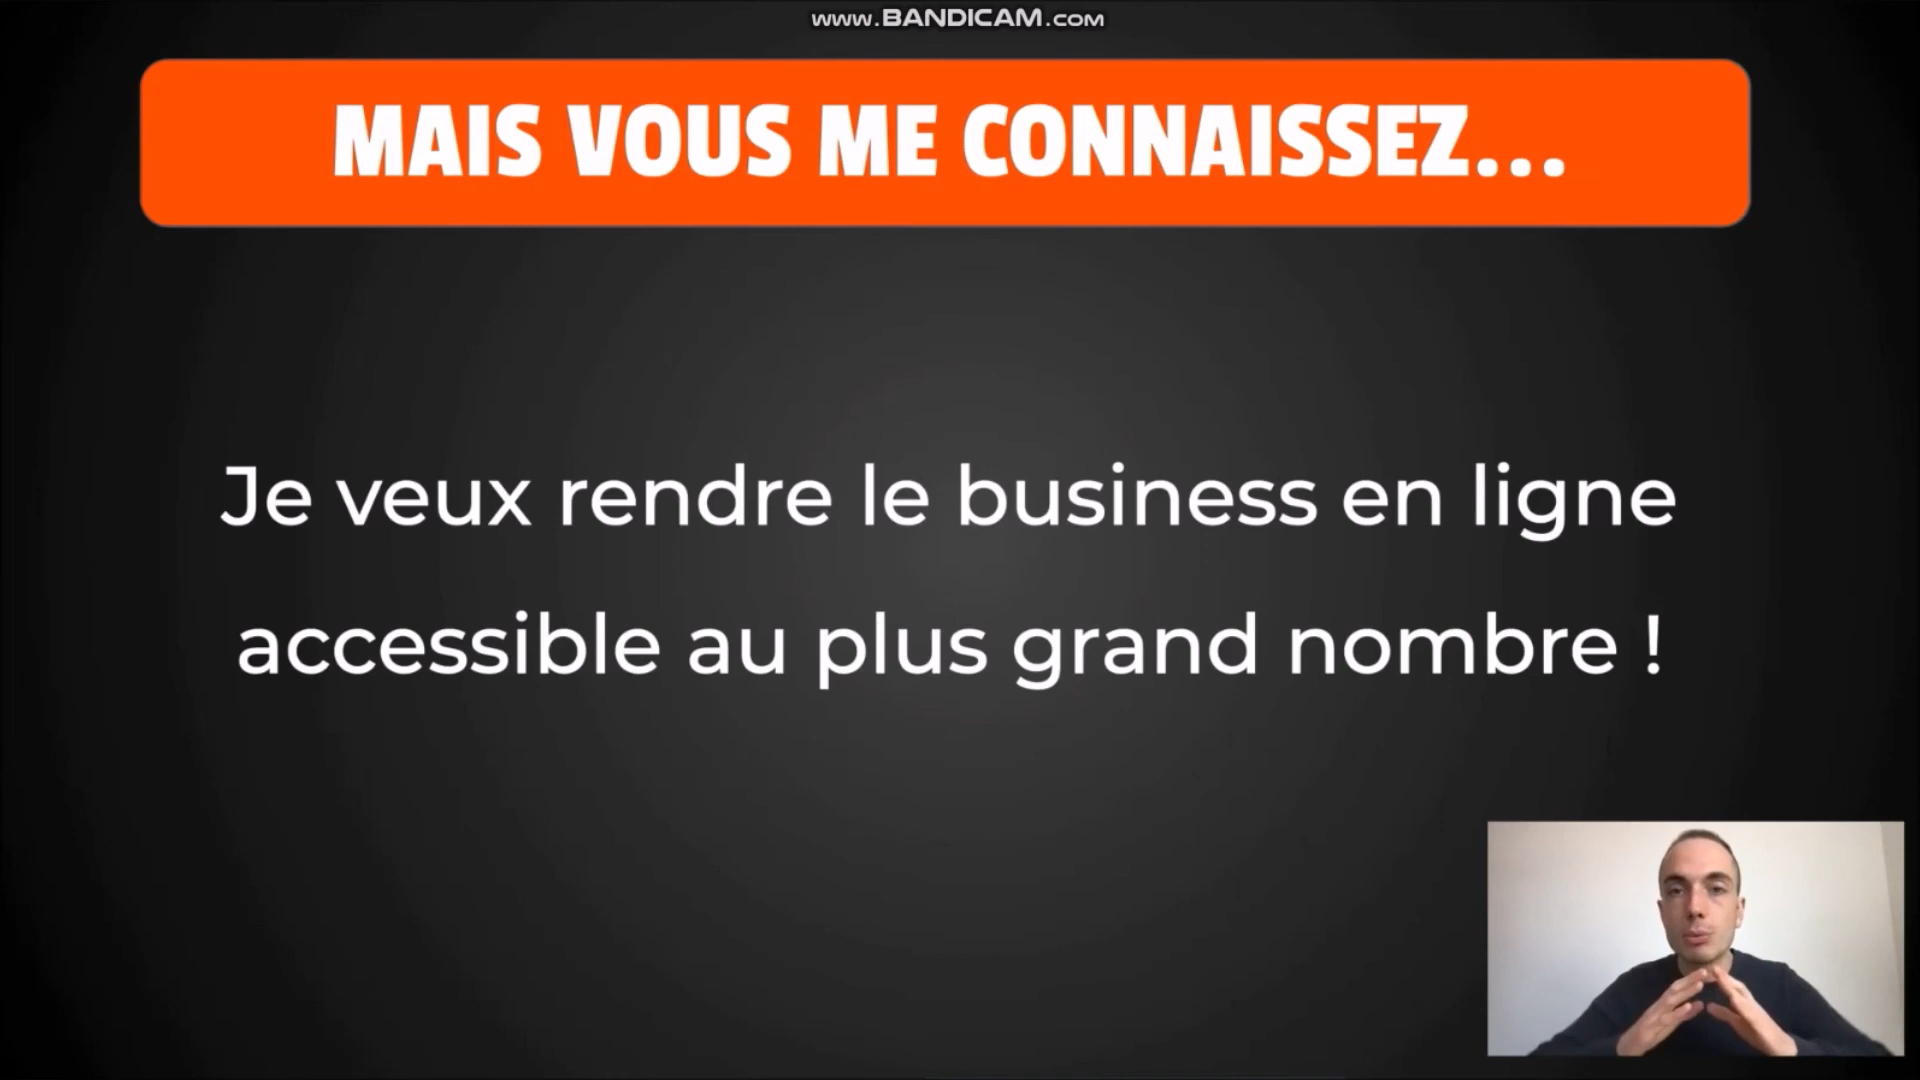 www.BANDICAM.com
MAIS VOUS ME CONNAISSEZ...
Je veux rendre le business en ligne
accessible au plus grand nombre !